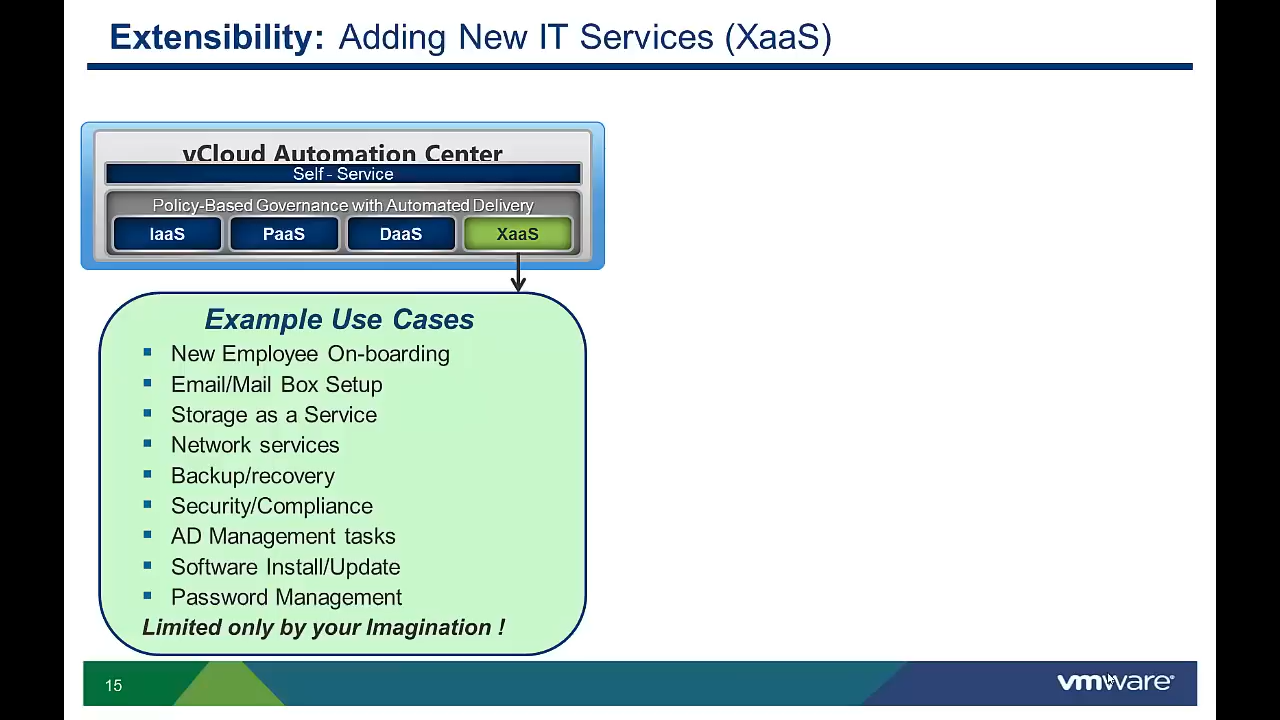 Extensibility: Adding New IT Services (XaaS)
vCloud Automation Center
Self - Service
Policy-Based Governance with Automated Delivery
IaaS PaaS DaaS XaaS
Example Use Cases
▪ New Employee On-boarding
▪ Email/Mail Box Setup
▪ Storage as a Service
▪ Network services
▪ Backup/recovery
▪ Security/Compliance
▪ AD Management tasks
▪ Software Install/Update
▪ Password Management
Limited only by your Imagination !
15
vmware®